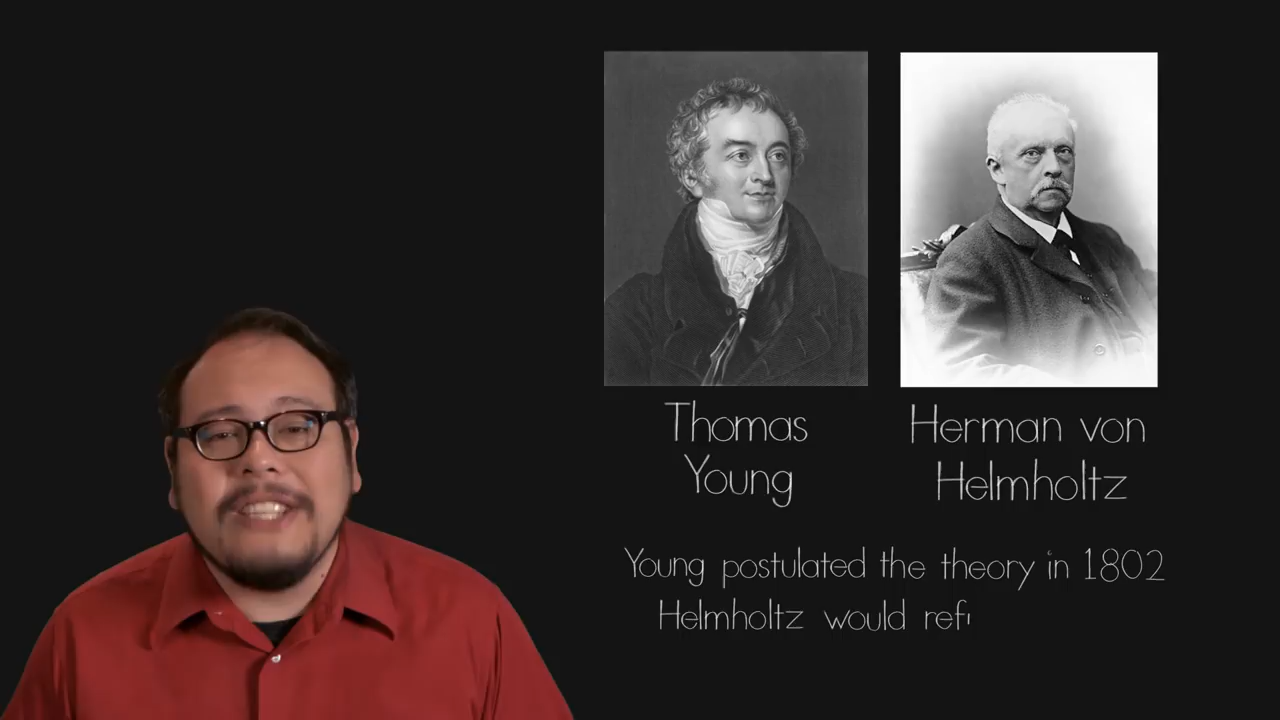 Thomas
Young
Herman von
Helmholtz
Young postulated the theory in 1802
Helmholtz would